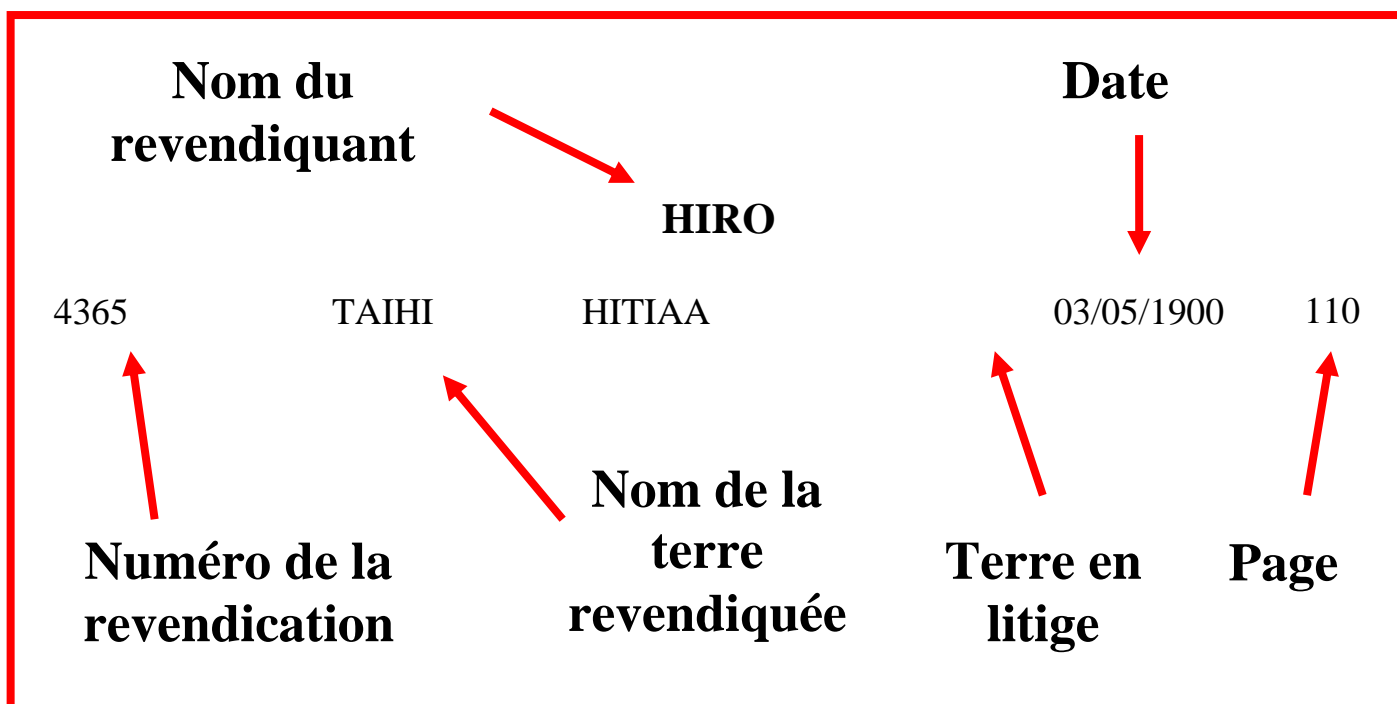 Nom du
revendiquant
Date
HIRO
4365 TAIHI HITIAA 03/05/1900 110
Numéro de la
revendication
Nom de la
terre
revendiquée
Terre en
litige
Page